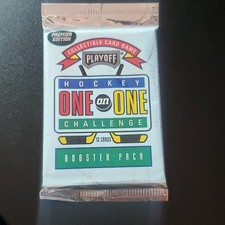 PREMIER
EDITION
COLLECTIBLE CARD GAME
PLAYOFF
HOCKEY
ONE on ONE
CHALLENGE
12 CARDS
BOOSTER PACK